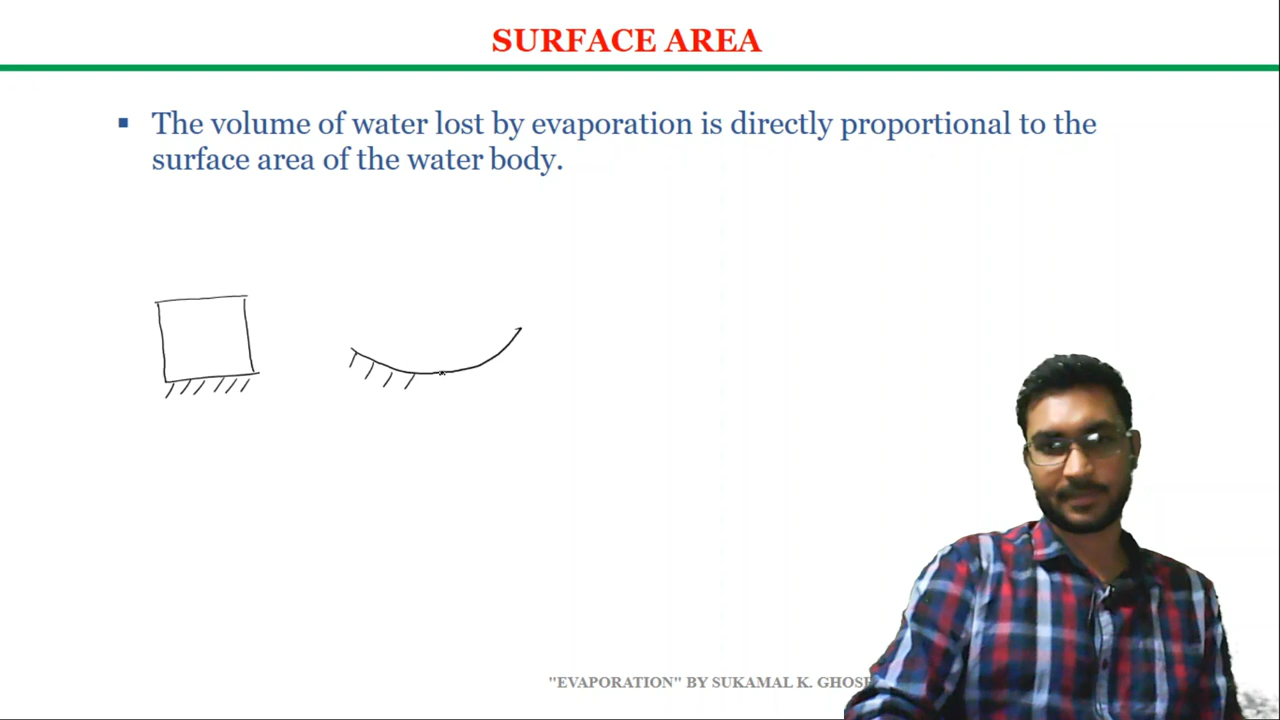 SURFACE AREA
▪ The volume of water lost by evaporation is directly proportional to the
surface area of the water body.
"EVAPORATION" BY SUKAMAL K. GHOSH